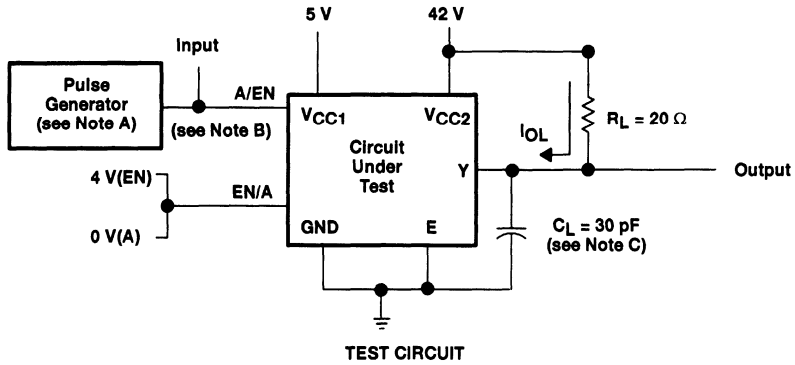 5 V
42 V
Input
Pulse
Generator
(see Note A)
A/EN
(see Note B)
VCC1
VCC2
Circuit
Under
Test
IOL
RL = 20 Ω
Y
Output
4 V(EN)
EN/A
0 V(A)
GND
E
CL = 30 pF
(see Note C)
TEST CIRCUIT